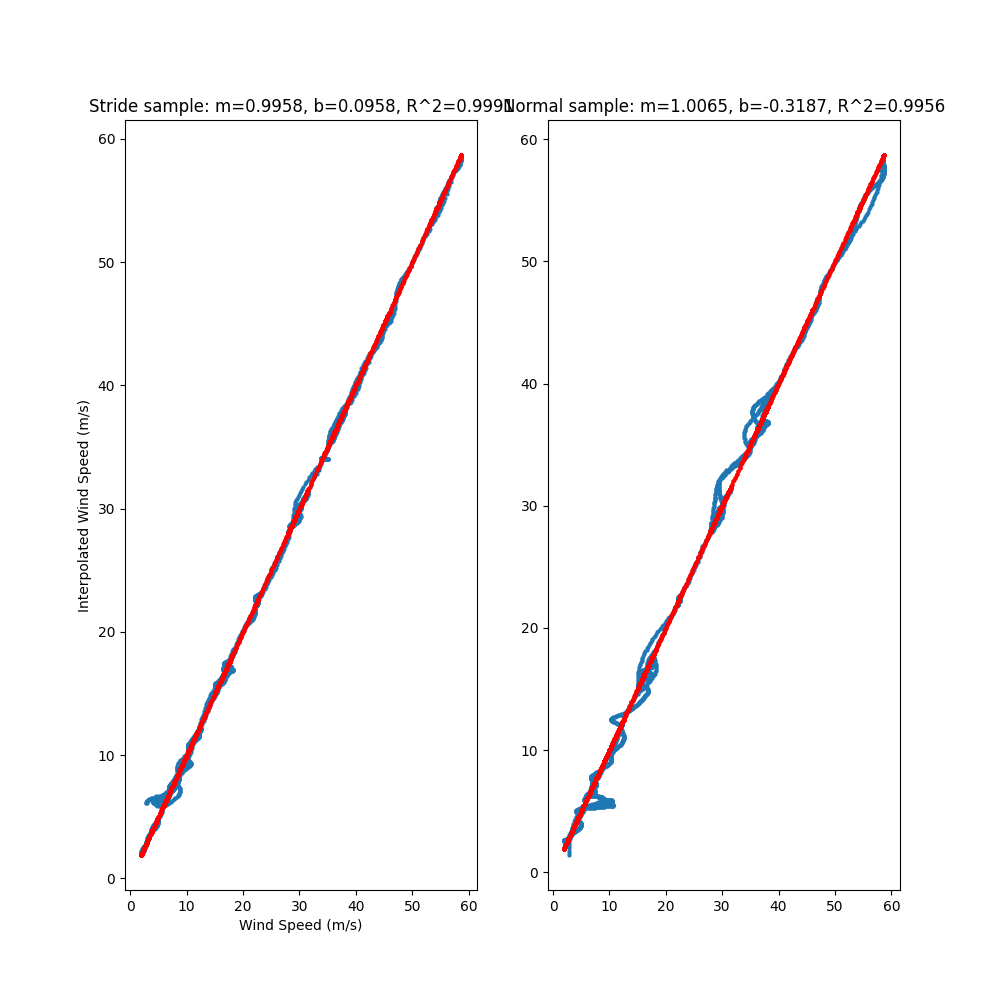 Stride sample: m=0.9958, b=0.0958, R^2=0.9991
Normal sample: m=1.0065, b=-0.3187, R^2=0.9956
60
50
40
30
20
10
0
Interpolated Wind Speed (m/s)
0 10 20 30 40 50 60
Wind Speed (m/s)
60
50
40
30
20
10
0
0 10 20 30 40 50 60